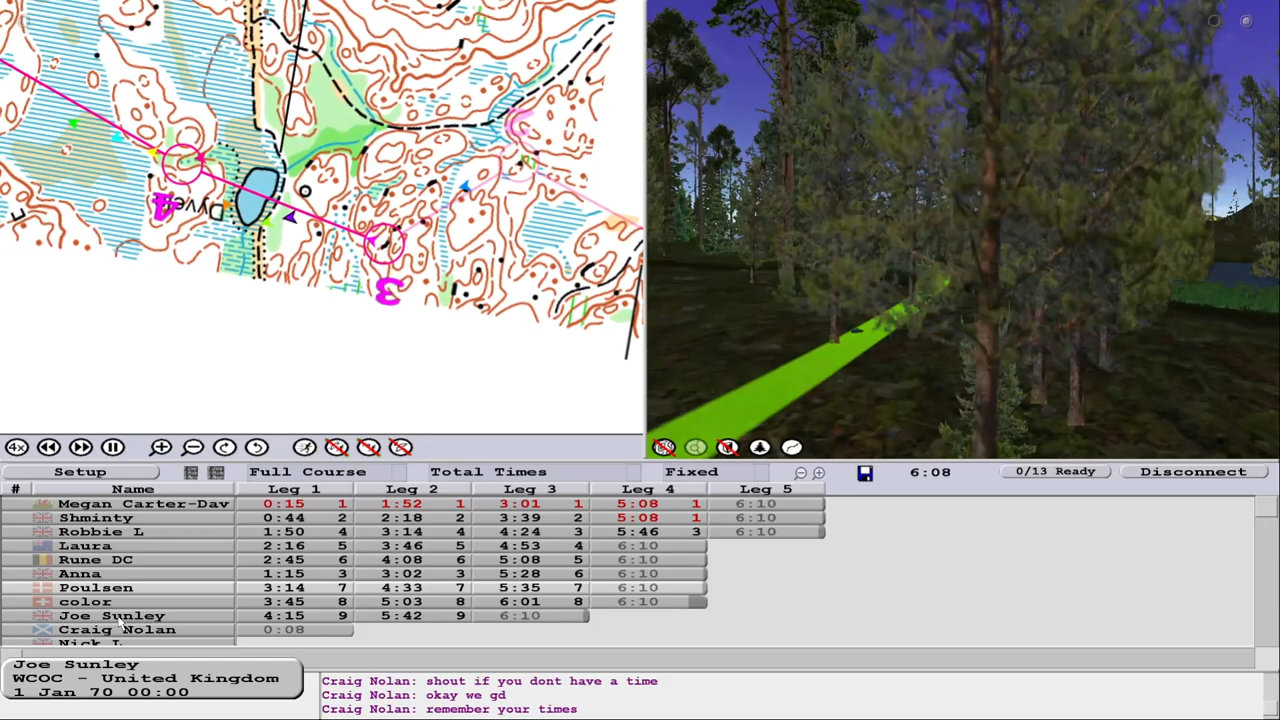 4
Dyve
3
4x
Setup
Full Course
Total Times
Fixed
6:08
0/13 Ready
Disconnect
# Name Leg 1 Leg 2 Leg 3 Leg 4 Leg 5
Megan Carter-Dav 0:15 1 1:52 1 3:01 1 5:08 1 6:10
Shminty 0:44 2 2:18 2 3:39 2 5:08 1 6:10
Robbie L 1:50 4 3:14 4 4:24 3 5:46 3 6:10
Laura 2:16 5 3:46 5 4:53 4 6:10
Rune DC 2:45 6 4:08 6 5:08 5 6:10
Anna 1:15 3 3:02 3 5:28 6 6:10
Poulsen 3:14 7 4:33 7 5:35 7 6:10
color 3:45 8 5:03 8 6:01 8 6:10
Joe Sunley 4:15 9 5:42 9 6:10
Craig Nolan 0:08
Nick L
Joe Sunley
WCOC - United Kingdom
1 Jan 70 00:00
Craig Nolan: shout if you dont have a time
Craig Nolan: okay we gd
Craig Nolan: remember your times